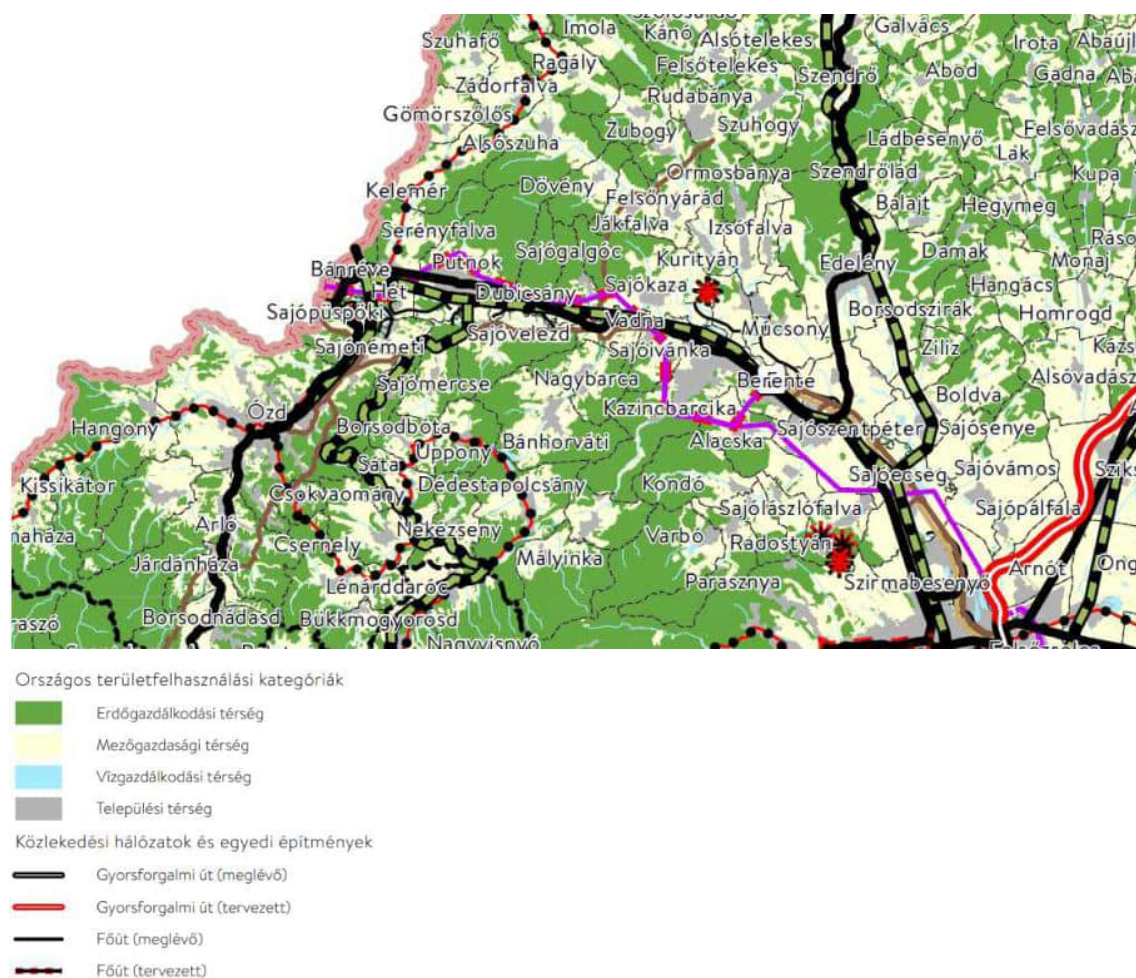 Szuhafő
Imola
Kánó
Alsótelekes
Galvács
Irota
Ragály
Felsőtelekes
Szendrő
Abod
Gadna
Zádorfalva
Rudabánya
Gömörszőlős
Zubogy
Szuhogy
Ládbesenyő
Alsószuha
Ormosbánya
Szendrőlád
Lak
Kupa
Kelemér
Dövény
Felsőnyárád
Balajt
Hegymeg
Serényfalva
Jákfalva
Izsófalva
Sajógalgóc
Kurityán
Damak
Monaj
Bánréve
Putnok
Edelény
Hangács
Hét
Dubicsány
Sajókaza
Borsodszirák
Homrogd
Sajópüspöki
Vadna
Múcsony
Ziliz
Sajónémeti
Sajóvelezd
Sajóivánka
Sajómercse
Nagybarca
Berente
Boldva
Ózd
Kazincbarcika
Hangony
Borsodbóta
Uppony
Bánhorváti
Alacska
Sajószentpéter
Sajósenye
Kissikátor
Sáta
Dédestapolcsány
Kondó
Sajóecseg
Sajóvámos
Csokvaomány
Sajólászlófalva
Sajópálfala
Arló
Nekézseny
Varbó
Radostyán
Járdánháza
Csernely
Mályinka
Parasznya
Szirmabesenyő
Arnót
Lénárddaróc
Borsodnádasd
Bükkmogyorósd
Nagyvisnyó
Országos területfelhasználási kategóriák
Erdőgazdálkodási térség
Mezőgazdasági térség
Vízgazdálkodási térség
Települési térség
Közlekedési hálózatok és egyedi építmények
Gyorsforgalmi út (meglévő)
Gyorsforgalmi út (tervezett)
Főút (meglévő)
Főút (tervezett)